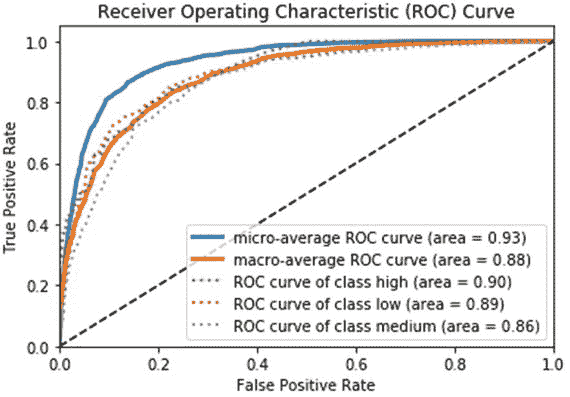 Receiver Operating Characteristic (ROC) Curve
1.0
0.8
0.6
0.4
0.2
0.0
True Positive Rate
micro-average ROC curve (area = 0.93)
macro-average ROC curve (area = 0.88)
ROC curve of class high (area = 0.90)
ROC curve of class low (area = 0.89)
ROC curve of class medium (area = 0.86)
0.0 0.2 0.4 0.6 0.8 1.0
False Positive Rate